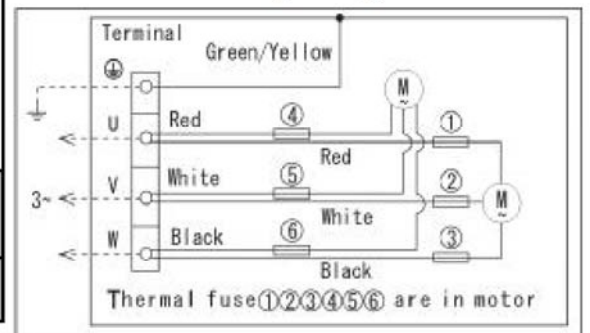 Terminal
Green/Yellow
M
~
U
Red
④
①
Red
3~
V
White
⑤
②
M
~
White
W
Black
⑥
③
Black
Thermal fuse①②③④⑤⑥ are in motor